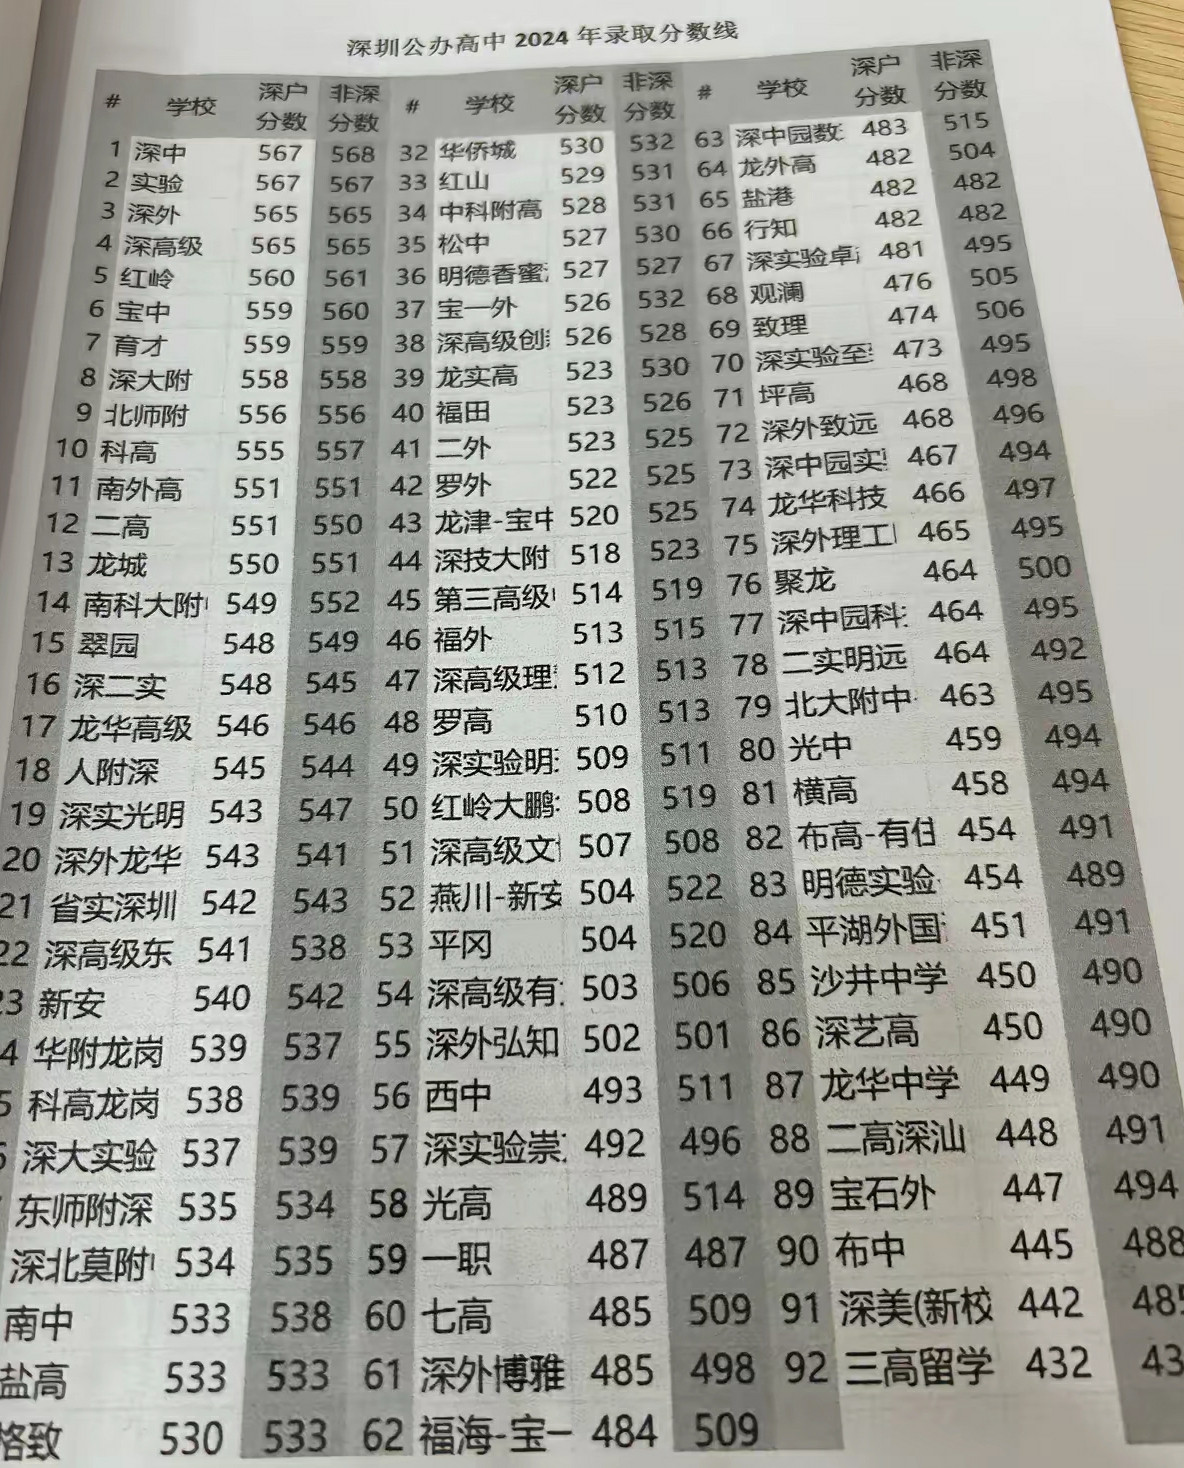 深圳公办高中 2024 年录取分数线
# 学校 深户分数 非深分数 # 学校 深户分数 非深分数 # 学校 深户分数 非深分数
1 深中 567 568 32 华侨城 530 532 63 深中园数 483 515
2 实验 567 567 33 红山 529 531 64 龙外高 482 504
3 深外 565 565 34 中科附高 528 531 65 盐港 482 482
4 深高级 565 565 35 松中 527 530 66 行知 482 482
5 红岭 560 561 36 明德香蜜 527 527 67 深实验卓 481 495
6 宝中 559 560 37 宝一外 526 532 68 观澜 476 505
7 育才 559 559 38 深高级创 526 528 69 致理 474 506
8 深大附 558 558 39 龙实高 523 530 70 深实验至 473 495
9 北师附 556 556 40 福田 523 526 71 坪高 468 498
10 科高 555 557 41 二外 523 525 72 深外致远 468 496
11 南外高 551 551 42 罗外 522 525 73 深中园实 467 494
12 二高 551 550 43 龙津-宝中 520 525 74 龙华科技 466 497
13 龙城 550 551 44 深技大附 518 523 75 深外理工 465 495
14 南科大附 549 552 45 第三高级 514 519 76 聚龙 464 500
15 翠园 548 549 46 福外 513 515 77 深中园科 464 495
16 深二实 548 545 47 深高级理 512 513 78 二实明远 464 492
17 龙华高级 546 546 48 罗高 510 513 79 北大附中 463 495
18 人附深 545 544 49 深实验明 509 511 80 光中 459 494
19 深实光明 543 547 50 红岭大鹏 508 519 81 横高 458 494
20 深外龙华 543 541 51 深高级文 507 508 82 布高-有住 454 491
21 省实深圳 542 543 52 燕川-新安 504 522 83 明德实验 454 489
22 深高级东 541 538 53 平冈 504 520 84 平湖外国 451 491
23 新安 540 542 54 深高级有 503 506 85 沙井中学 450 490
4 华附龙岗 539 537 55 深外弘知 502 501 86 深艺高 450 490
5 科高龙岗 538 539 56 西中 493 511 87 龙华中学 449 490
深大实验 537 539 57 深实验崇 492 496 88 二高深汕 448 491
东师附深 535 534 58 光高 489 514 89 宝石外 447 494
深北莫附 534 535 59 一职 487 487 90 布中 445 488
南中 533 538 60 七高 485 509 91 深美(新校 442 485
盐高 533 533 61 深外博雅 485 498 92 三高留学 432 43
格致 530 533 62 福海-宝一 484 509